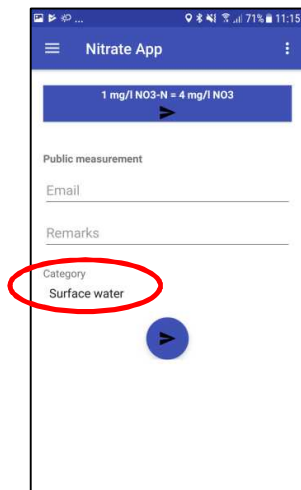 ... 71% 11:15
Nitrate App
1 mg/l NO3-N = 4 mg/l NO3
Public measurement
Email
Remarks
Category
Surface water